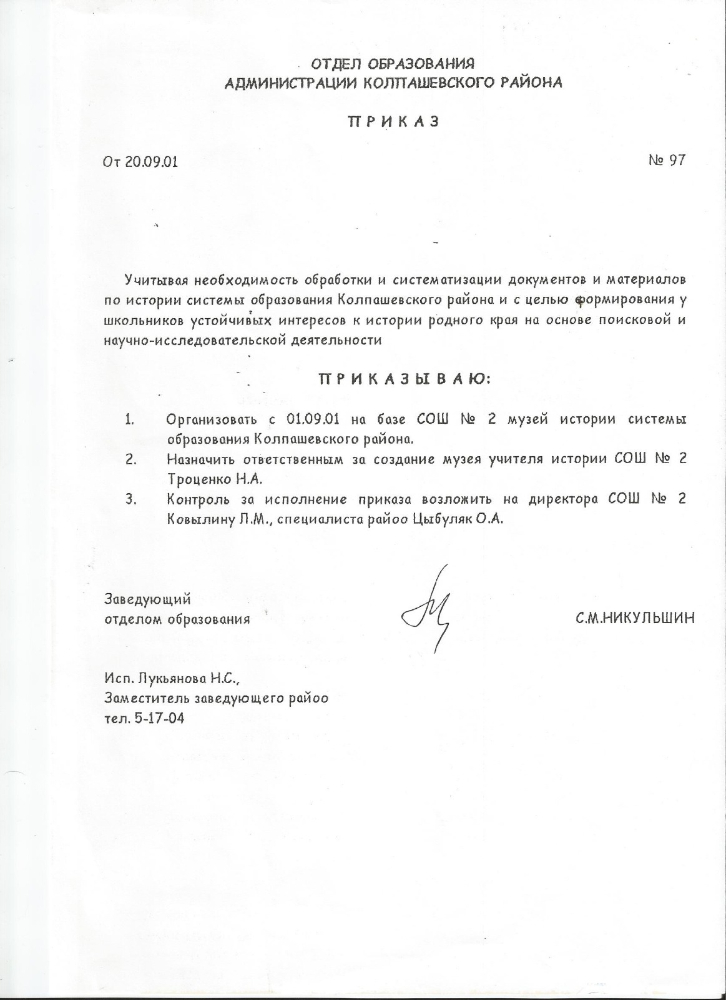 ОТДЕЛ ОБРАЗОВАНИЯ
АДМИНИСТРАЦИИ КОЛПАШЕВСКОГО РАЙОНА
П Р И К А З
От 20.09.01 № 97
Учитывая необходимость обработки и систематизации документов и материалов
по истории системы образования Колпашевского района и с целью формирования у
школьников устойчивых интересов к истории родного края на основе поисковой и
научно-исследовательской деятельности
П Р И К А З Ы В А Ю:
1. Организовать с 01.09.01 на базе СОШ № 2 музей истории системы
образования Колпашевского района.
2. Назначить ответственным за создание музея учителя истории СОШ № 2
Троценко Н.А.
3. Контроль за исполнение приказа возложить на директора СОШ № 2
Ковылину Л.М., специалиста районо Цыбуляк О.А.
Заведующий
отделом образования С.М.НИКУЛЬШИН
Исп. Лукьянова Н.С.,
Заместитель заведующего районо
тел. 5-17-04